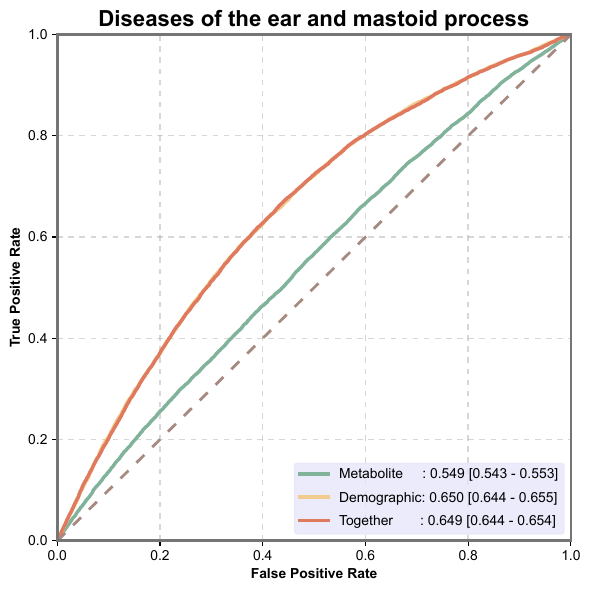 Diseases of the ear and mastoid process
1.0
0.8
0.6
0.4
0.2
0.0
True Positive Rate
Metabolite : 0.549 [0.543 - 0.553]
Demographic: 0.650 [0.644 - 0.655]
Together : 0.649 [0.644 - 0.654]
0.0 0.2 0.4 0.6 0.8 1.0
False Positive Rate